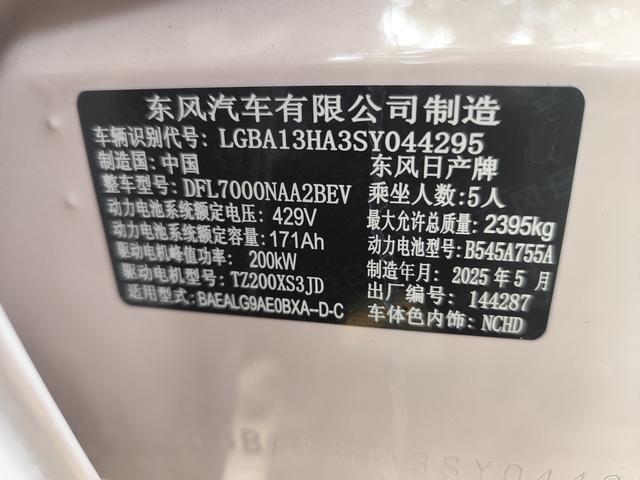 东风汽车有限公司制造
车辆识别代号: LGBA13HA3SY044295
制造国: 中国 东风日产牌
整车型号: DFL7000NAA2BEV 乘坐人数: 5人
动力电池系统额定电压: 429V 最大允许总质量: 2395kg
动力电池系统额定容量: 171Ah 动力电池型号: B545A755A
驱动电机峰值功率: 200kW 制造年月: 2025年5月
驱动电机型号: TZ200XS3JD 出厂编号: 144287
适用型式: BAEALG9AE0BXA--D-C 车体色内饰: NCHD